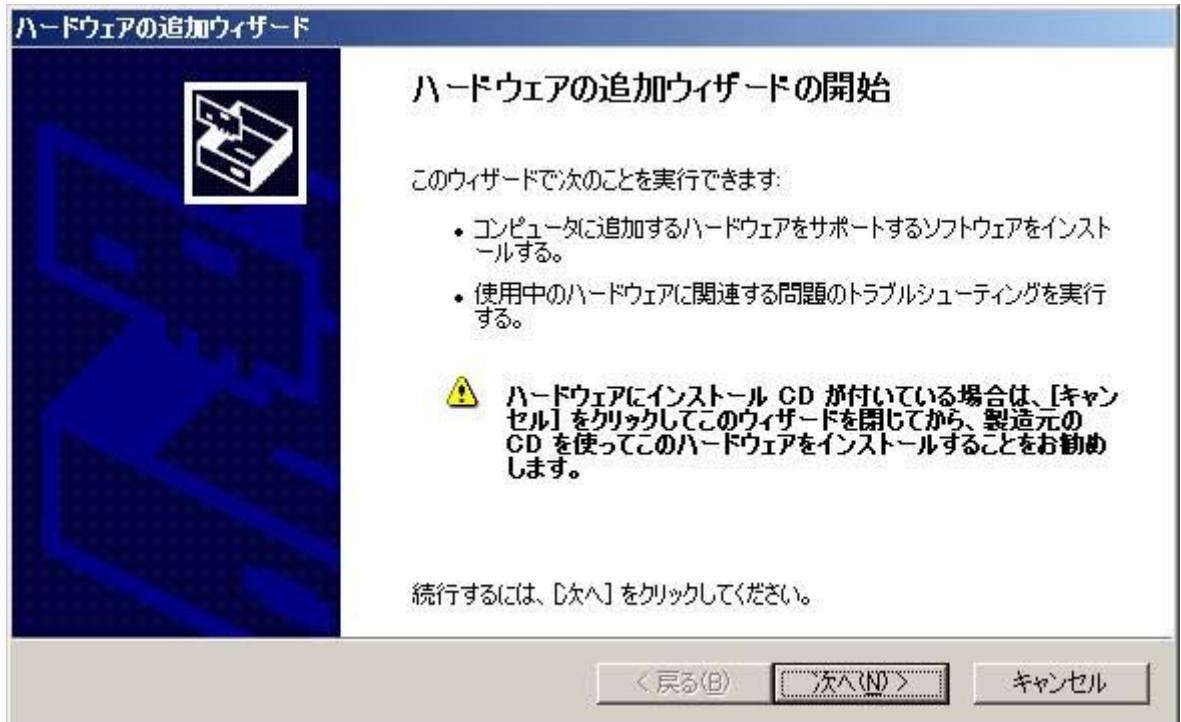 ハードウェアの追加ウィザード
ハードウェアの追加ウィザードの開始
このウィザードで次のことを実行できます:
• コンピュータに追加するハードウェアをサポートするソフトウェアをインスト
ールする。
• 使用中のハードウェアに関連する問題のトラブルシューティングを実行
する。
ハードウェアにインストール CD が付いている場合は、[キャン
セル] をクリックしてこのウィザードを閉じてから、製造元の
CD を使ってこのハードウェアをインストールすることをお勧め
します。
続行するには、[次へ] をクリックしてください。
< 戻る(B)
次へ(N) >
キャンセル